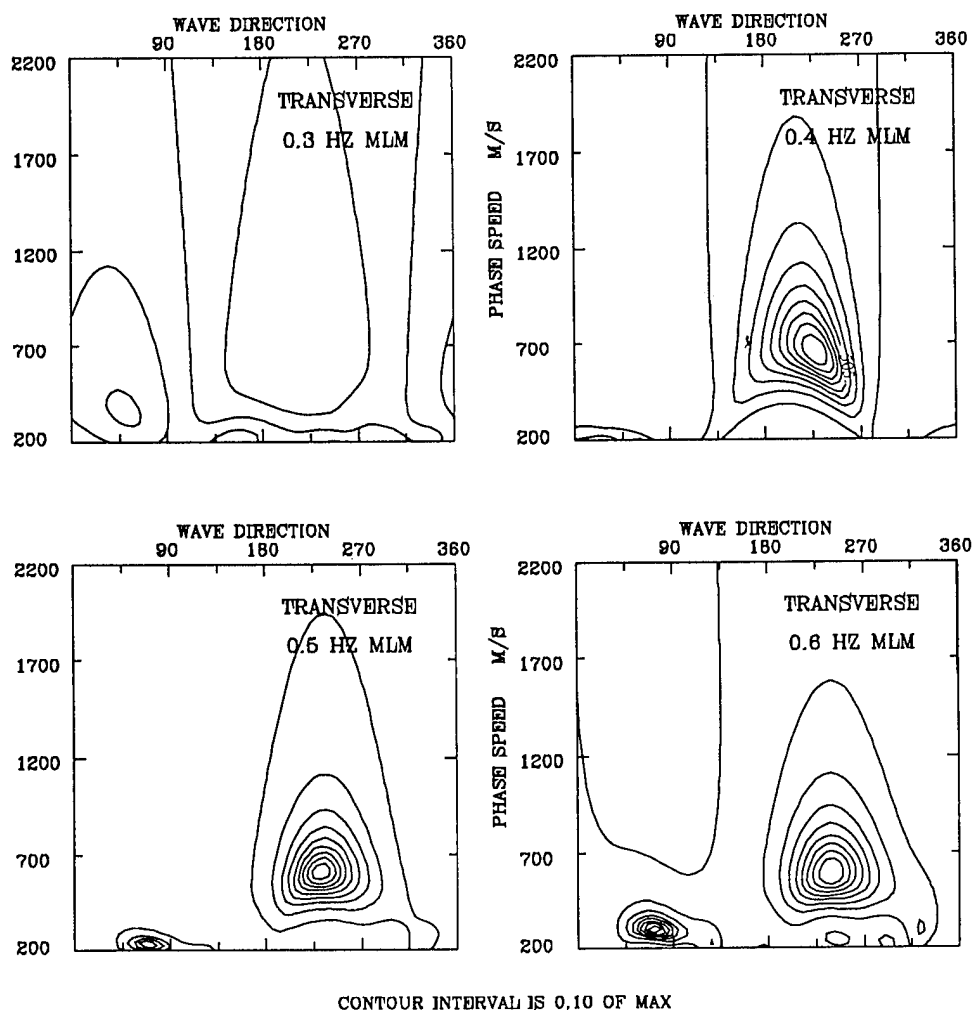 WAVE DIRECTION
90 180 270 360
2200
TRANSVERSE
0.3 HZ MLM
1700
1200
700
200
WAVE DIRECTION
90 180 270 360
2200
TRANSVERSE
0.4 HZ MLM
1700
1200
700
200
PHASE SPEED M/S
WAVE DIRECTION
90 180 270 360
2200
TRANSVERSE
0.5 HZ MLM
1700
1200
700
200
WAVE DIRECTION
90 180 270 360
2200
TRANSVERSE
0.6 HZ MLM
1700
1200
700
200
PHASE SPEED M/S
CONTOUR INTERVAL IS 0.10 OF MAX